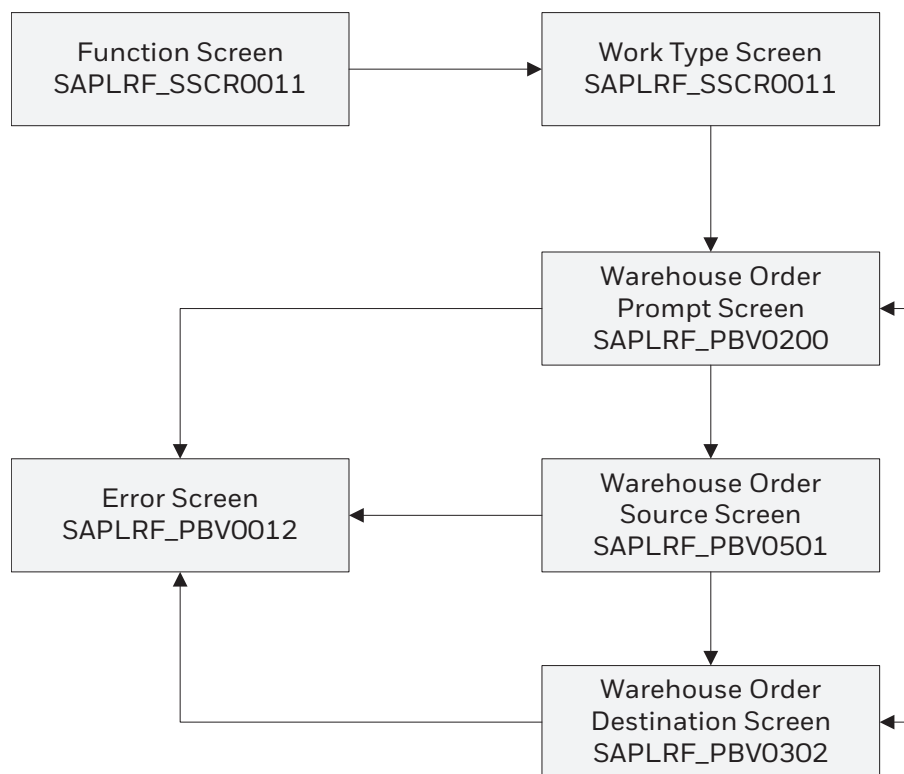 Function Screen
SAPLRF_SSCR0011
Work Type Screen
SAPLRF_SSCR0011
Warehouse Order
Prompt Screen
SAPLRF_PBV0200
Error Screen
SAPLRF_PBV0012
Warehouse Order
Source Screen
SAPLRF_PBV0501
Warehouse Order
Destination Screen
SAPLRF_PBV0302